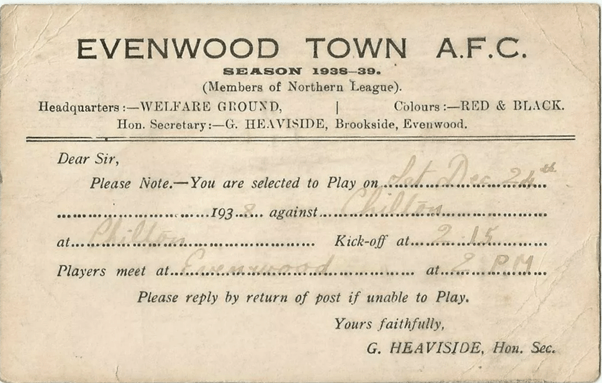 EVENWOOD TOWN A.F.C.
SEASON 1938-39.
(Members of Northern League).
Headquarters:—WELFARE GROUND, | Colours:—RED & BLACK.
Hon. Secretary:—G. HEAVISIDE, Brookside, Evenwood.
Dear Sir,
Please Note.—You are selected to Play on Sat Dec 24th
1938 against Chilton
at Chilton Kick-off at 2.15
Players meet at Evenwood at 2 PM
Please reply by return of post if unable to Play.
Yours faithfully,
G. HEAVISIDE, Hon. Sec.